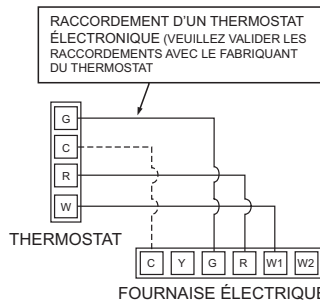 RACCORDEMENT D'UN THERMOSTAT
ÉLECTRONIQUE (VEUILLEZ VALIDER LES
RACCORDEMENTS AVEC LE FABRIQUANT
DU THERMOSTAT
G
C
R
W
THERMOSTAT
C Y G R W1 W2
FOURNAISE ÉLECTRIQUE